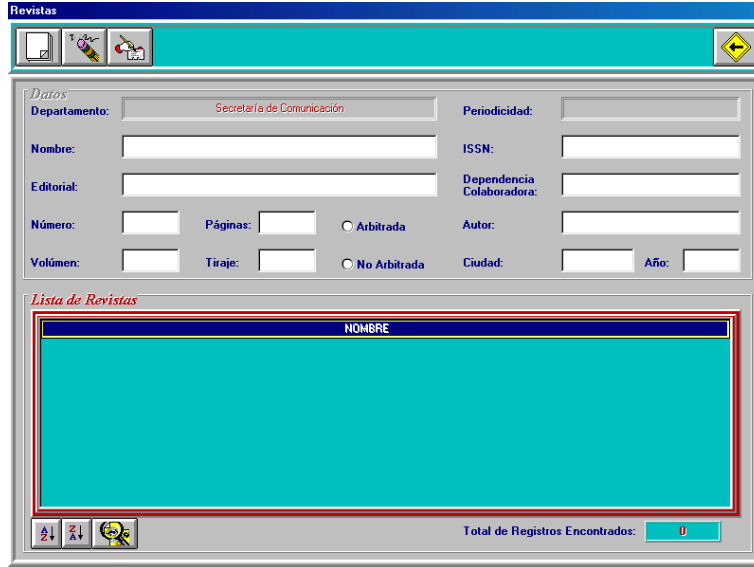 Revistas
Datos
Departamento: Secretaría de Comunicación Periodicidad:
Nombre: ISSN:
Editorial: Dependencia Colaboradora:
Número: Páginas: Arbitrada Autor:
Volúmen: Tiraje: No Arbitrada Ciudad: Año:
Lista de Revistas
NOMBRE
A Z Z A Total de Registros Encontrados: 0